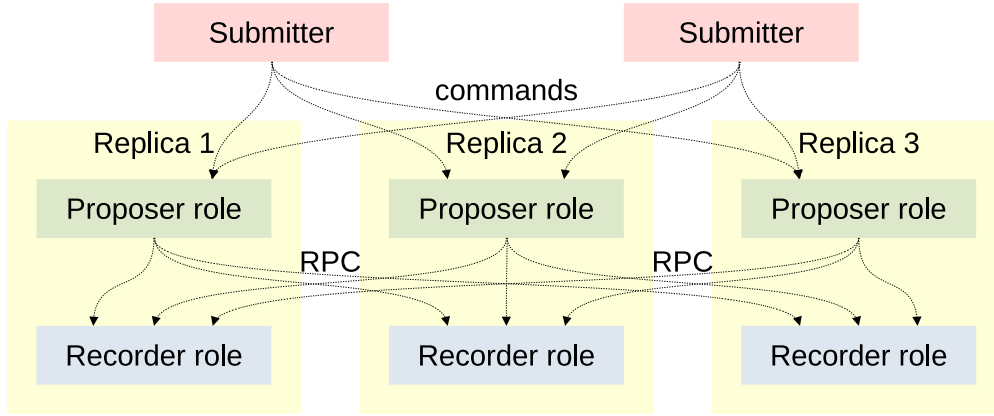 Submitter
Submitter
commands
Replica 1
Replica 2
Replica 3
Proposer role
Proposer role
Proposer role
RPC
RPC
Recorder role
Recorder role
Recorder role